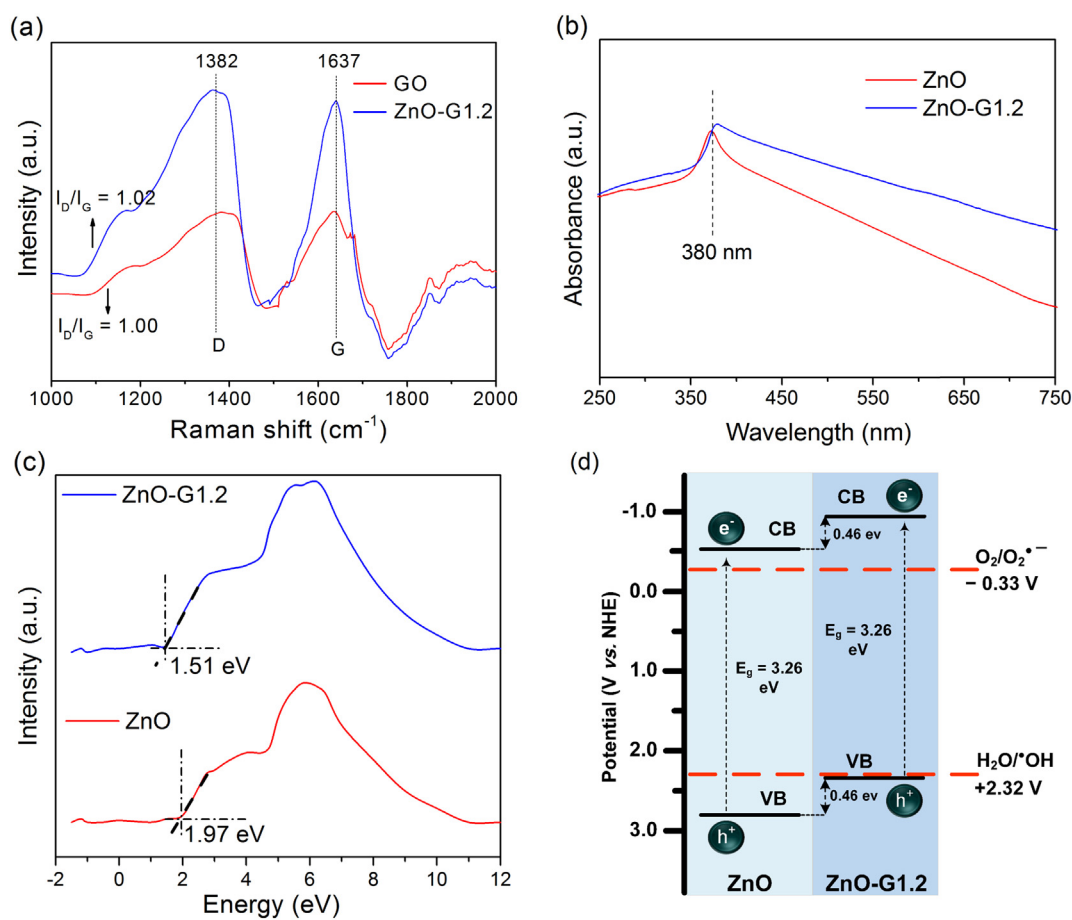 (a)
1382
1637
GO
ZnO-G1.2
I_D/I_G = 1.02
I_D/I_G = 1.00
D
G
Intensity (a.u.)
1000 1200 1400 1600 1800 2000
Raman shift (cm⁻¹)
(b)
ZnO
ZnO-G1.2
380 nm
Absorbance (a.u.)
250 350 450 550 650 750
Wavelength (nm)
(c)
ZnO-G1.2
1.51 eV
ZnO
1.97 eV
Intensity (a.u.)
-2 0 2 4 6 8 10 12
Energy (eV)
(d)
Potential (V vs. NHE)
-1.0
0.0
1.0
2.0
3.0
e⁻
CB
CB
e⁻
0.46 ev
O₂/O₂•⁻
− 0.33 V
E_g = 3.26
eV
E_g = 3.26
eV
VB
H₂O/•OH
+2.32 V
VB
0.46 ev
h⁺
h⁺
ZnO
ZnO-G1.2